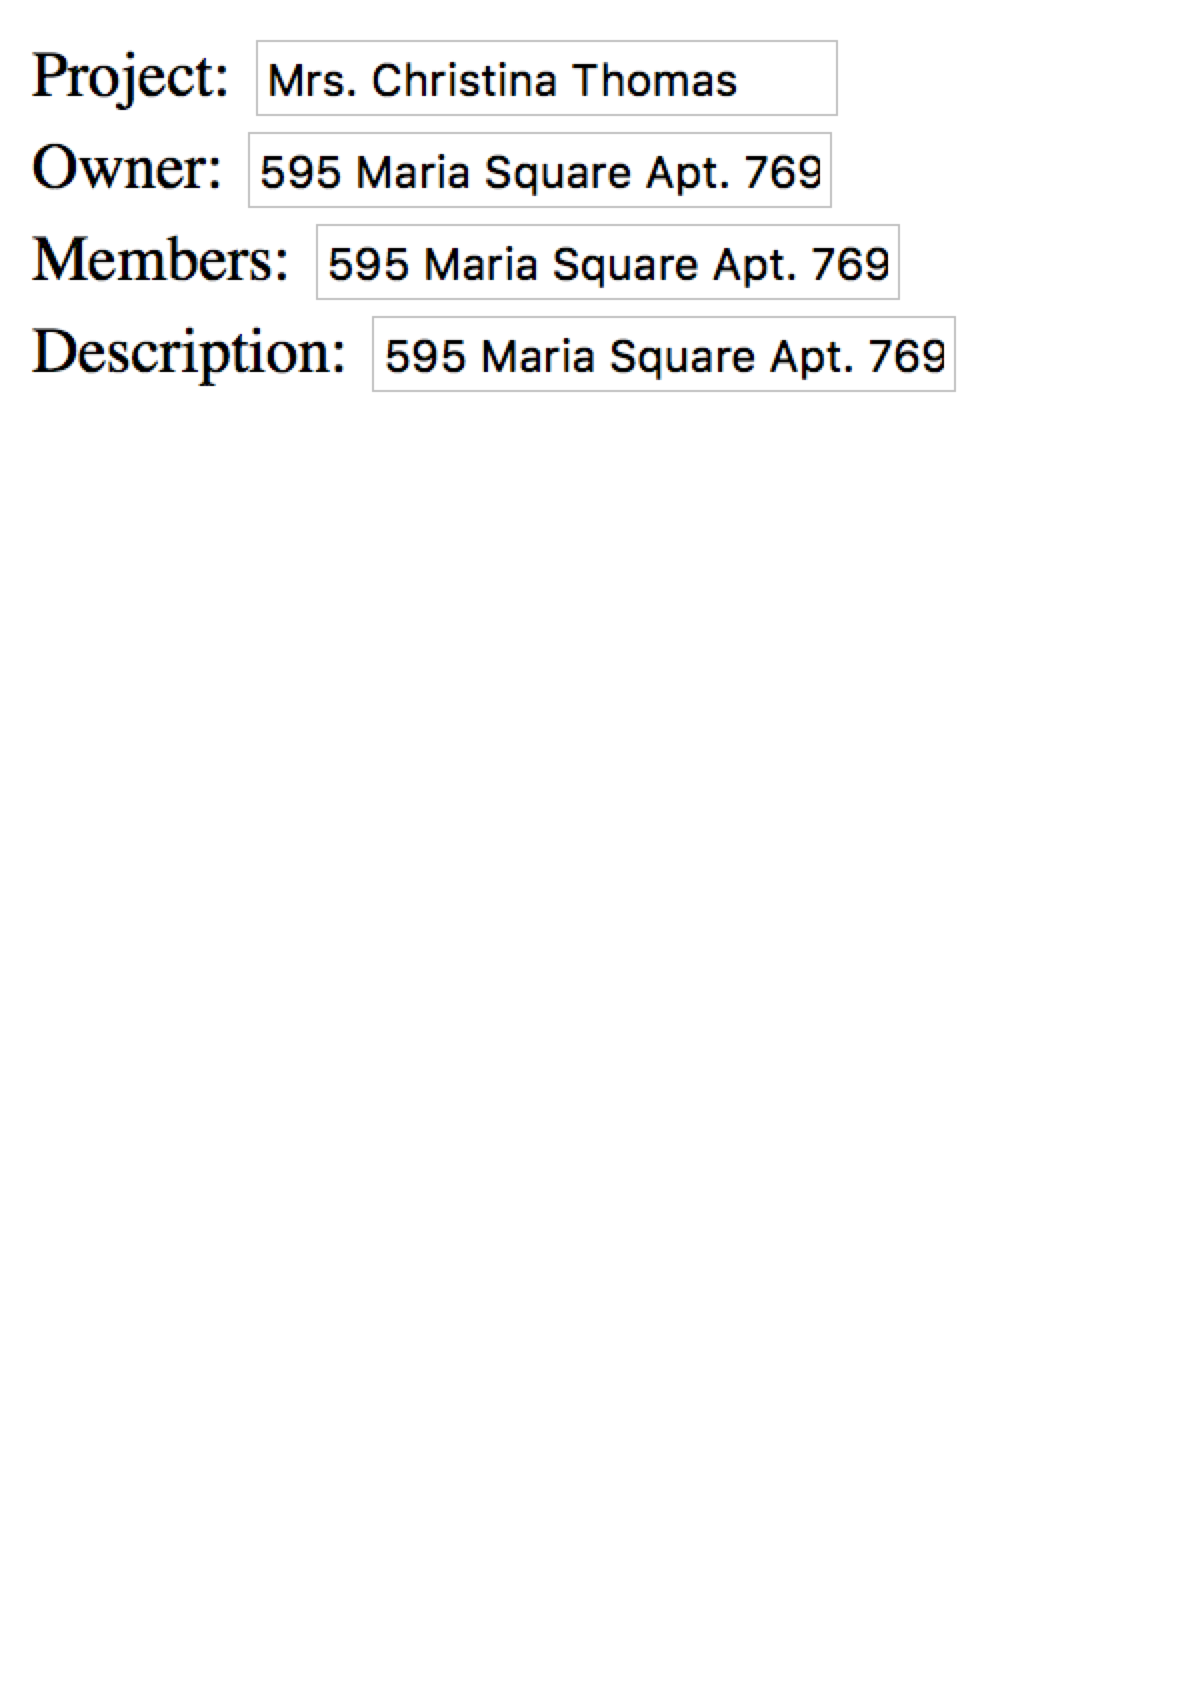 Project: Mrs. Christina Thomas
Owner: 595 Maria Square Apt. 769
Members: 595 Maria Square Apt. 769
Description: 595 Maria Square Apt. 769